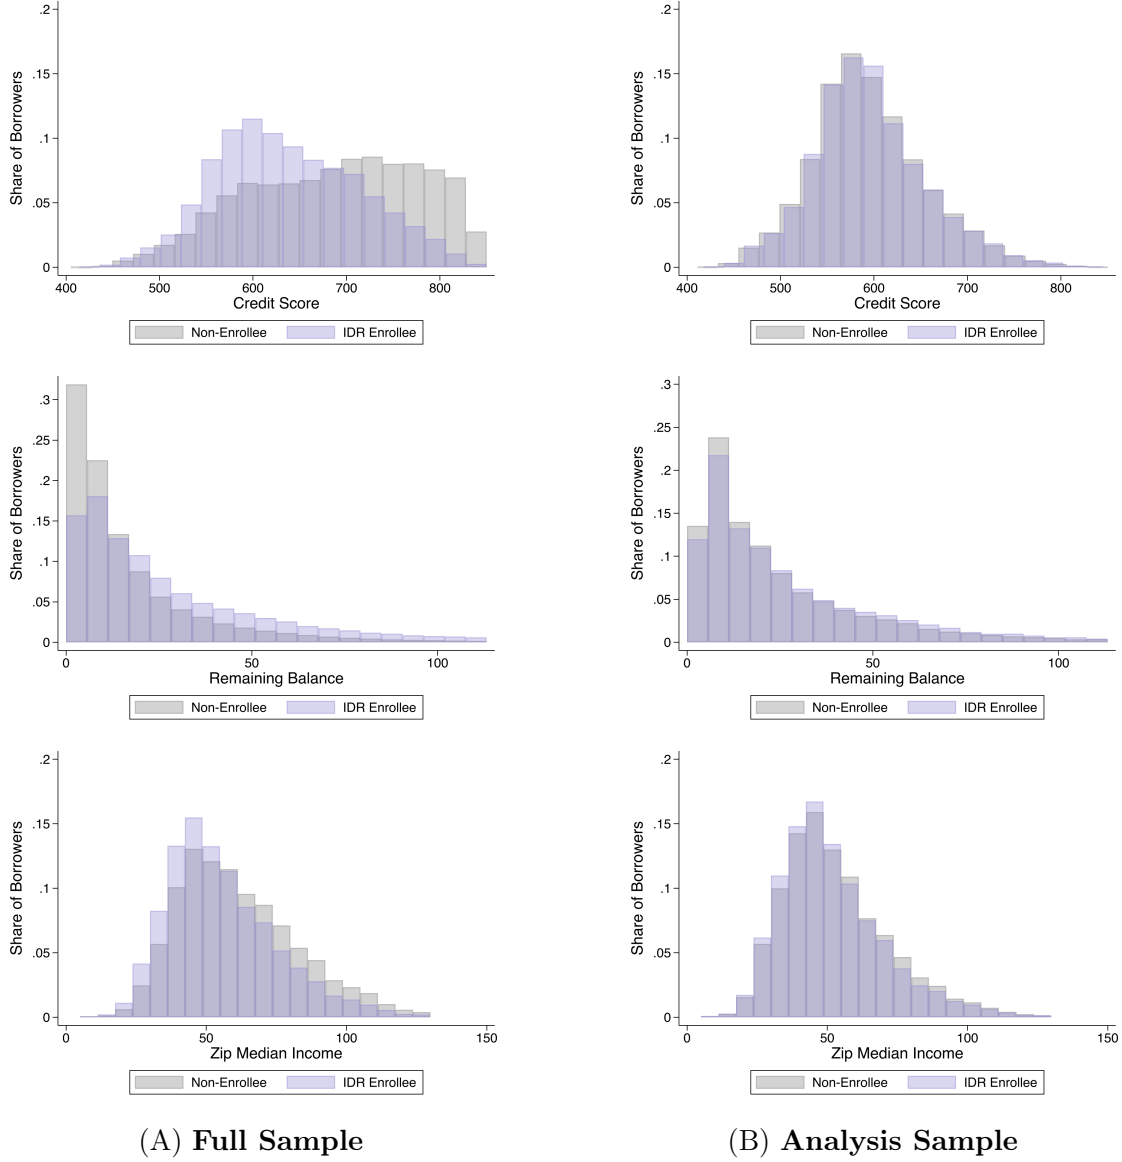 .2
.15
.1
.05
0
Share of Borrowers
400 500 600 700 800
Credit Score
Non-Enrollee IDR Enrollee
.2
.15
.1
.05
0
Share of Borrowers
400 500 600 700 800
Credit Score
Non-Enrollee IDR Enrollee
.3
.25
.2
.15
.1
.05
0
Share of Borrowers
0 50 100
Remaining Balance
Non-Enrollee IDR Enrollee
.3
.25
.2
.15
.1
.05
0
Share of Borrowers
0 50 100
Remaining Balance
Non-Enrollee IDR Enrollee
.2
.15
.1
.05
0
Share of Borrowers
0 50 100 150
Zip Median Income
Non-Enrollee IDR Enrollee
.2
.15
.1
.05
0
Share of Borrowers
0 50 100 150
Zip Median Income
Non-Enrollee IDR Enrollee
(A) Full Sample
(B) Analysis Sample